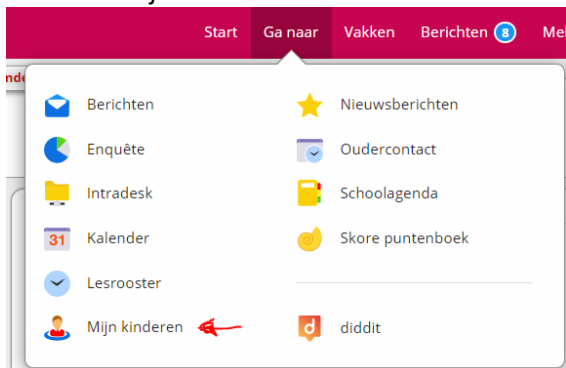 Start Ga naar Vakken Berichten 8
Berichten
Enquête
Intradesk
31 Kalender
Lesrooster
Mijn kinderen
Nieuwsberichten
Oudercontact
Schoolagenda
Skore puntenboek
d diddit